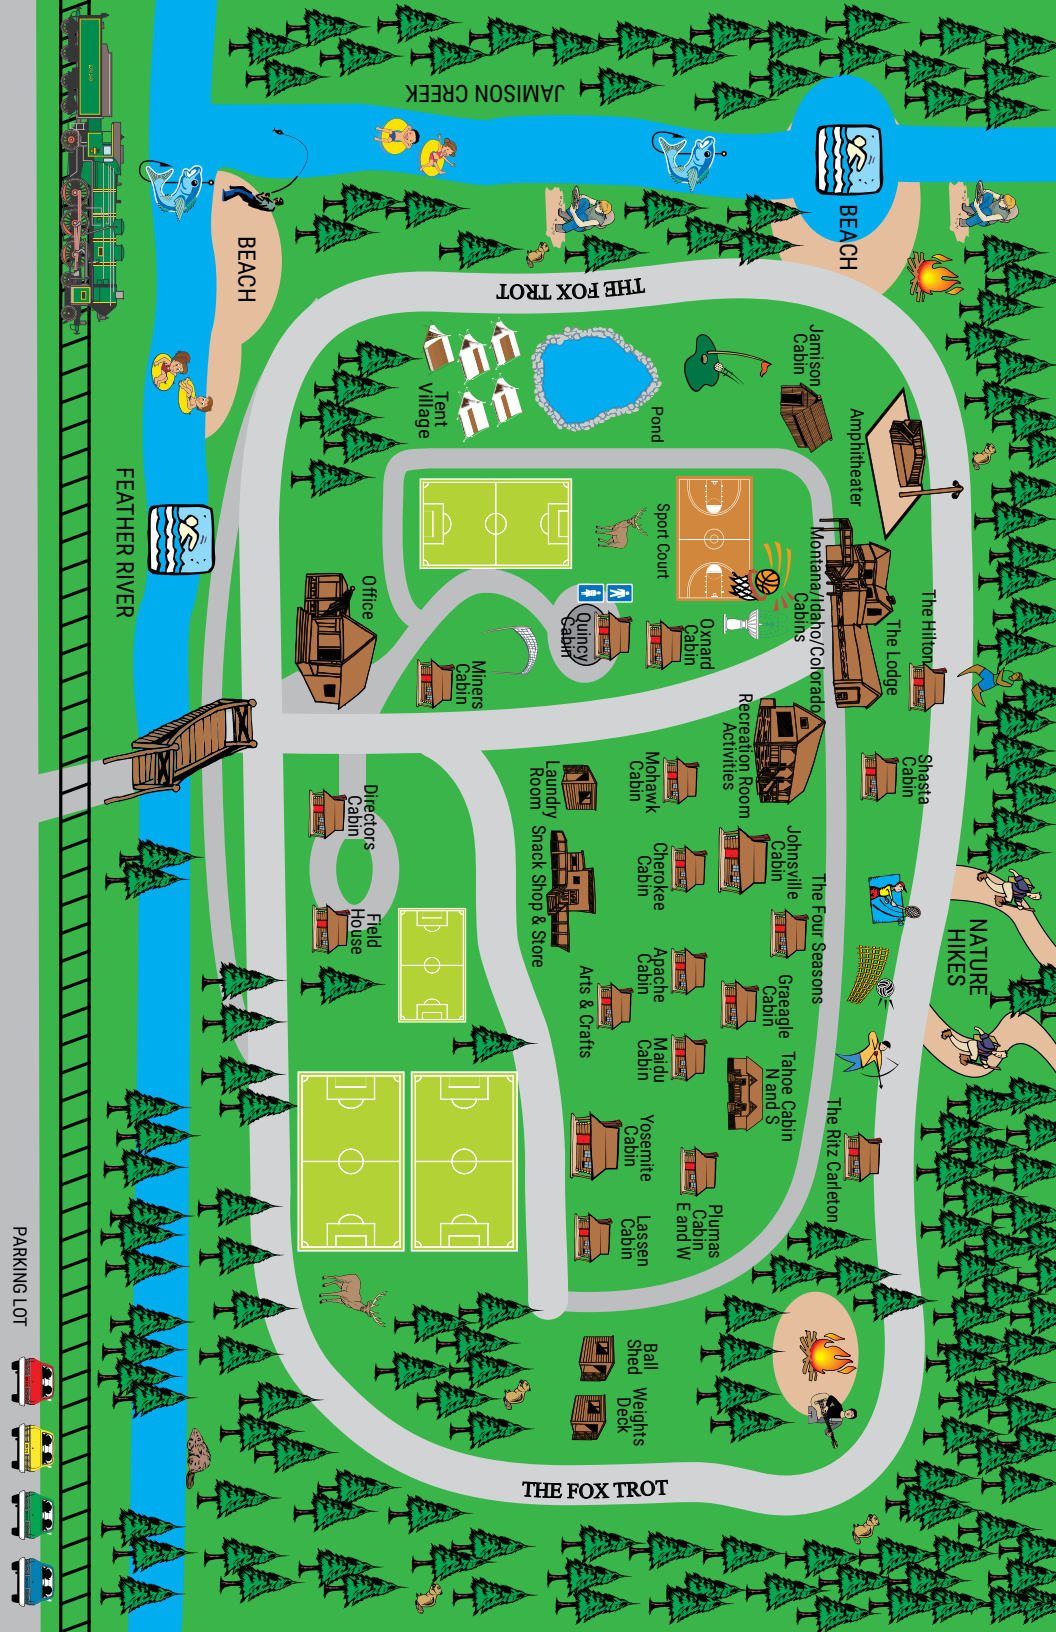 JAMISON CREEK
BEACH
BEACH
THE FOX TROT
Jamison
Cabin
Amphitheater
Pond
Tent
Village
FEATHER RIVER
Sport Court
Montana/Idaho/Colorado
Cabins
The Hilton
The Lodge
Office
Quincy
Cabin
Oxnard
Cabin
Miners
Cabin
Recreation Room
Activities
Shasta
Cabin
Mohawk
Cabin
Laundry
Room
Directors
Cabin
Johnsville
Cabin
Cherokee
Cabin
Snack Shop & Store
The Four Seasons
Field
House
NATURE
HIKES
Apache
Cabin
Arts & Crafts
Graeagle
Cabin
Maidu
Cabin
Tahoe Cabin
N and S
The Ritz Carleton
Yosemite
Cabin
Plumas
Cabin
E and W
Lassen
Cabin
Ball
Shed
Weights
Deck
THE FOX TROT
PARKING LOT